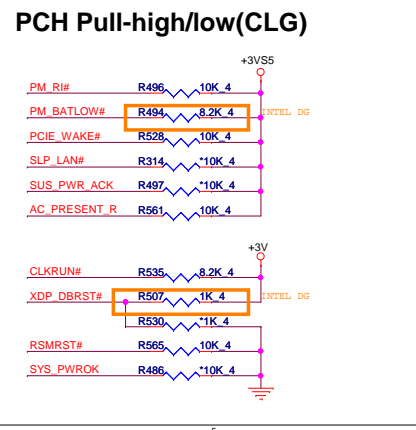 PCH Pull-high/low(CLG)
+3VS5
PM_RI# R496 10K_4
PM_BATLOW# R494 8.2K_4 INTEL DG
PCIE_WAKE# R528 10K_4
SLP_LAN# R314 *10K_4
SUS_PWR_ACK R497 *10K_4
AC_PRESENT_R R561 10K_4
+3V
CLKRUN# R535 8.2K_4
XDP_DBRST# R507 1K_4 INTEL DG
R530 *1K_4
RSMRST# R565 10K_4
SYS_PWROK R486 *10K_4